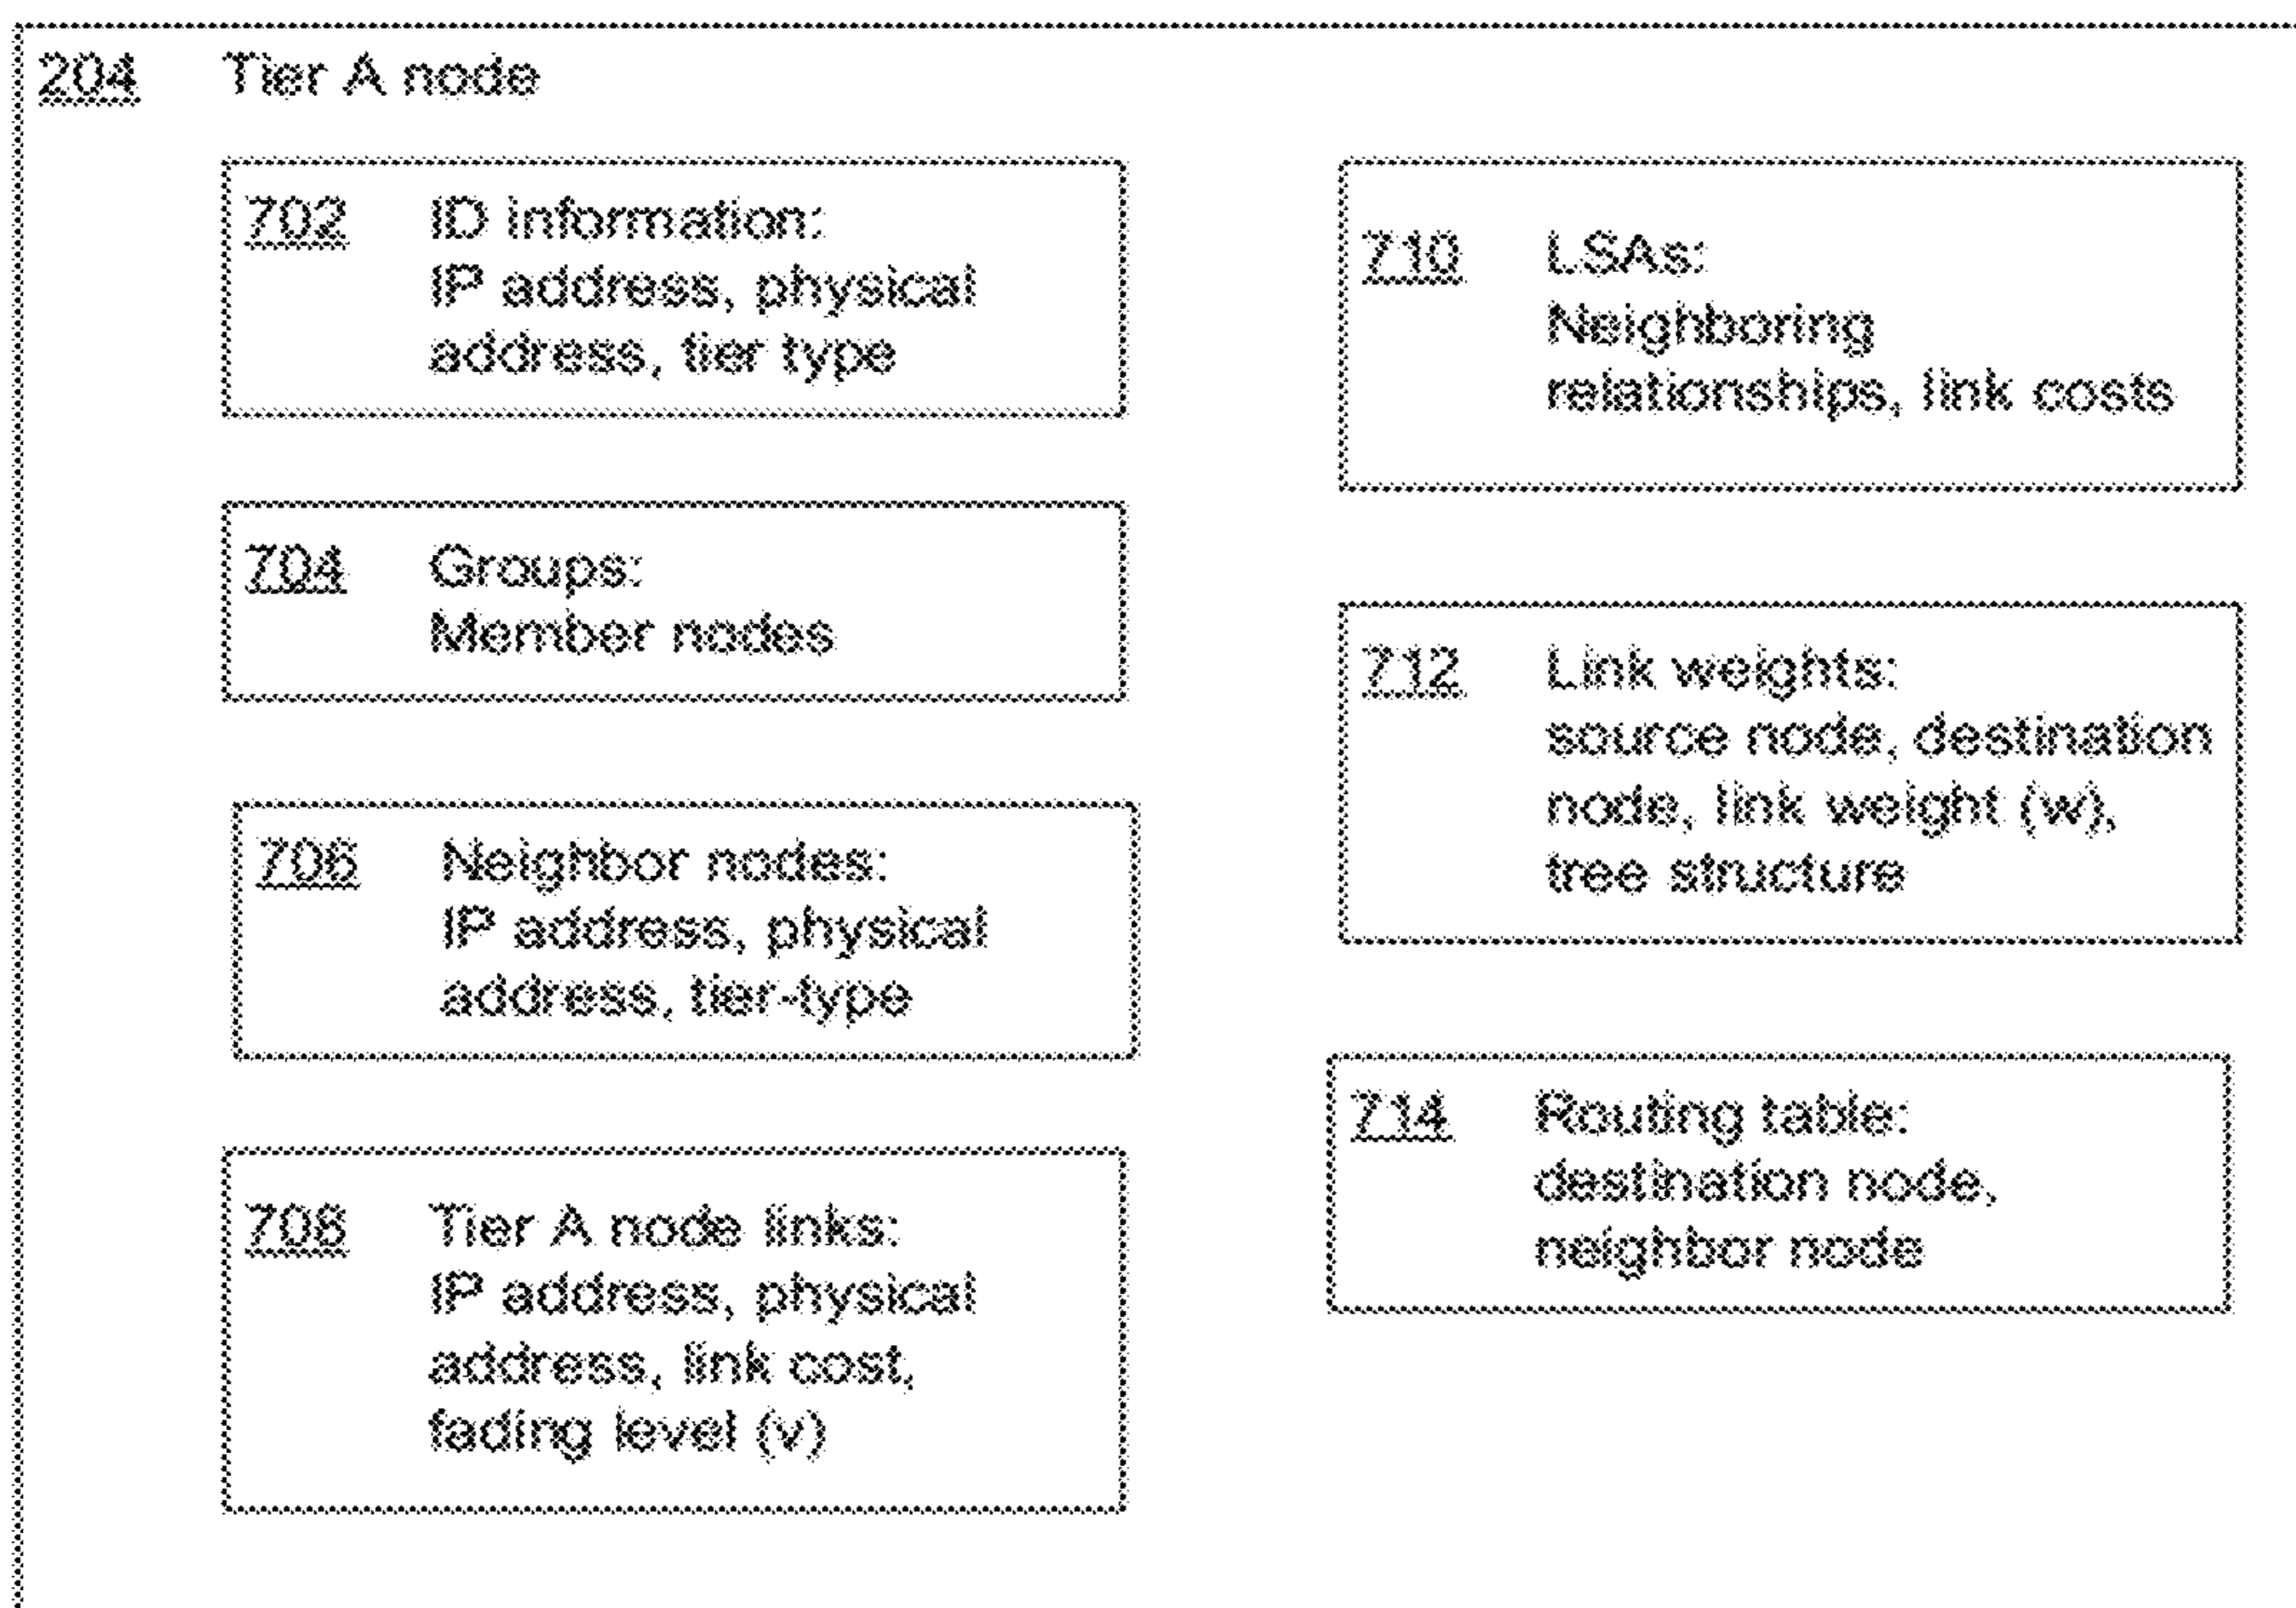 204 Tier A node
702 ID information:
IP address, physical
address, tier type
704 Groups:
Member nodes
706 Neighbor nodes:
IP address, physical
address, tier-type
708 Tier A node links:
IP address, physical
address, link cost,
fading level (v)
710 LSAs:
Neighboring
relationships, link costs
712 Link weights:
source node, destination
node, link weight (w),
tree structure
714 Routing table:
destination node,
neighbor node